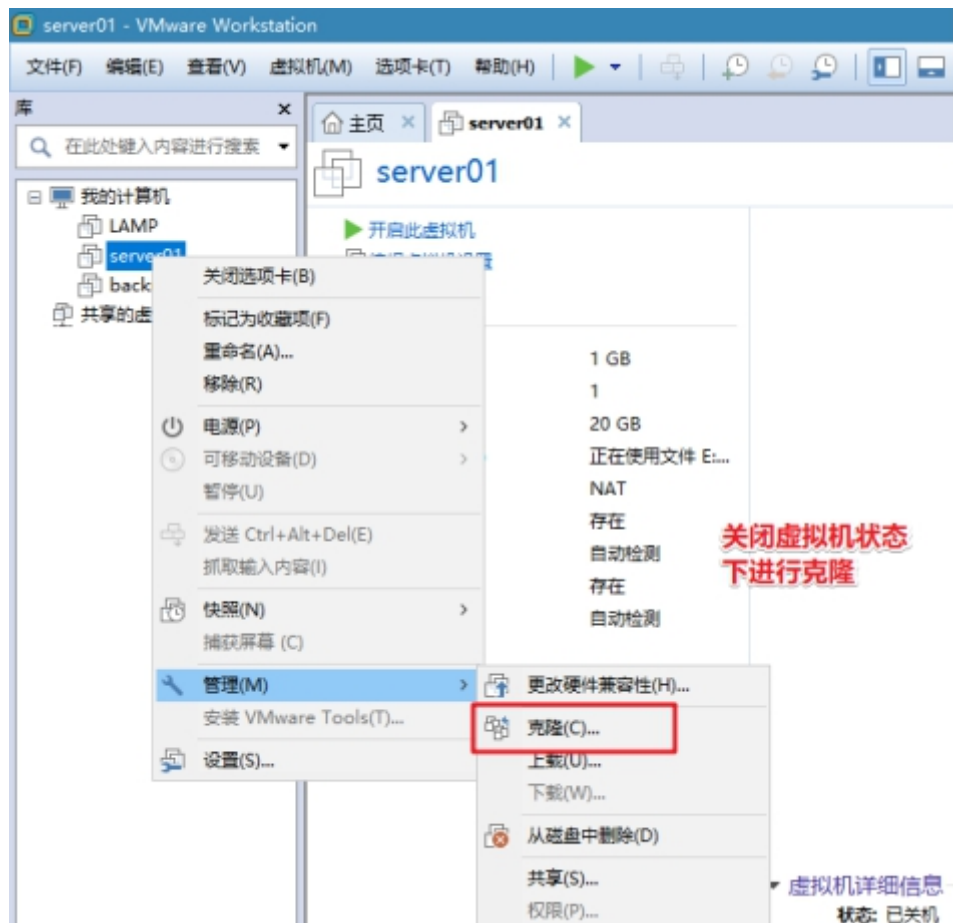 server01 - VMware Workstation
文件(F) 编辑(E) 查看(V) 虚拟机(M) 选项卡(T) 帮助(H)
库
在此处键入内容进行搜索
我的计算机
LAMP
server01
back
共享的虚
主页
server01
server01
开启此虚拟机
关闭选项卡(B)
标记为收藏项(F)
重命名(A)...
移除(R)
电源(P)
可移动设备(D)
暂停(U)
发送 Ctrl+Alt+Del(E)
抓取输入内容(I)
快照(N)
捕获屏幕 (C)
管理(M)
安装 VMware Tools(T)...
设置(S)...
1 GB
1
20 GB
正在使用文件 E:...
NAT
存在
自动检测
存在
自动检测
关闭虚拟机状态
下进行克隆
更改硬件兼容性(H)...
克隆(C)...
上载(U)...
下载(W)...
从磁盘中删除(D)
共享(S)...
权限(P)...
虚拟机详细信息
状态: 已关机